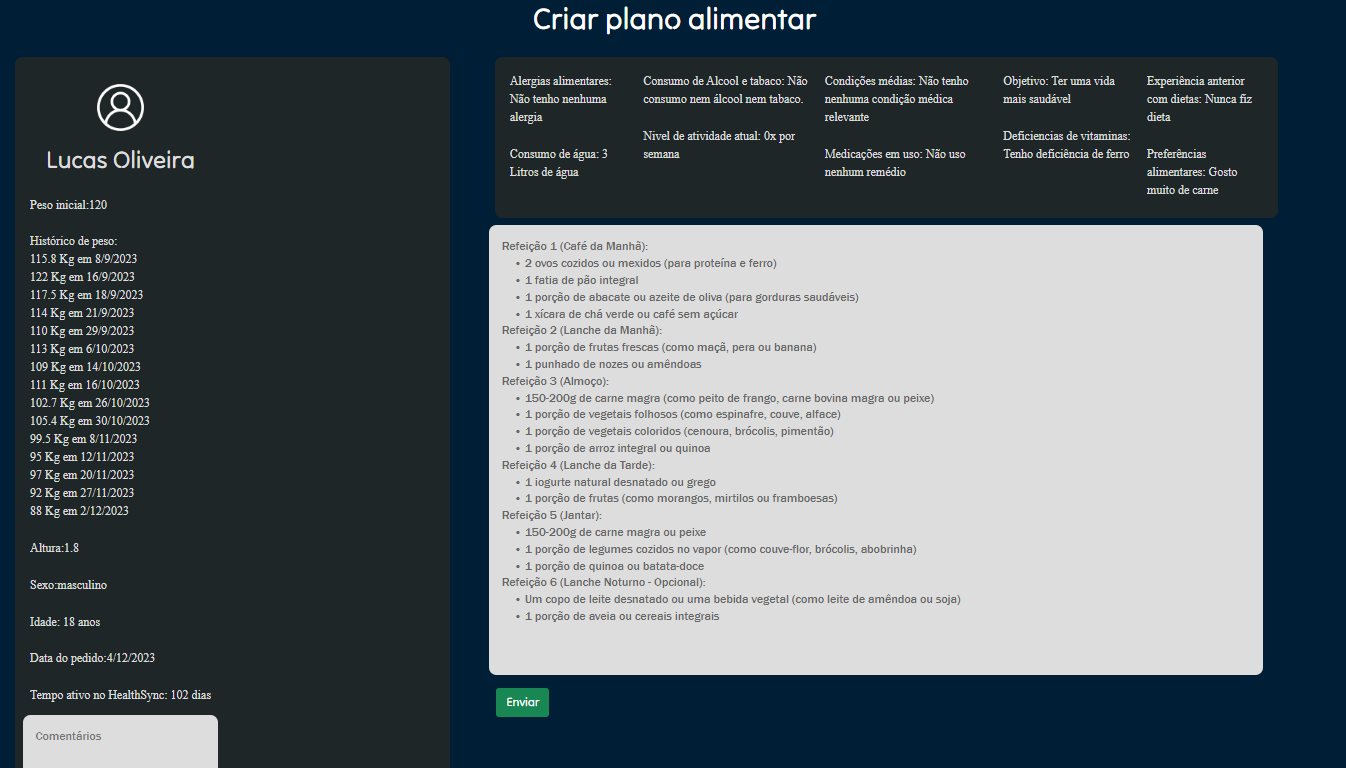 Criar plano alimentar
Lucas Oliveira
Peso inicial:120
Histórico de peso:
115.8 Kg em 8/9/2023
122 Kg em 16/9/2023
117.5 Kg em 18/9/2023
114 Kg em 21/9/2023
110 Kg em 29/9/2023
113 Kg em 6/10/2023
109 Kg em 14/10/2023
111 Kg em 16/10/2023
102.7 Kg em 26/10/2023
105.4 Kg em 30/10/2023
99.5 Kg em 8/11/2023
95 Kg em 12/11/2023
97 Kg em 20/11/2023
92 Kg em 27/11/2023
88 Kg em 2/12/2023
Altura:1.8
Sexo:masculino
Idade: 18 anos
Data do pedido:4/12/2023
Tempo ativo no HealthSync: 102 dias
Comentários
Alergias alimentares:
Não tenho nenhuma
alergia
Consumo de água: 3
Litros de água
Consumo de Alcool e tabaco: Não
consumo nem álcool nem tabaco.
Nivel de atividade atual: 0x por
semana
Condições médias: Não tenho
nenhuma condição médica
relevante
Medicações em uso: Não uso
nenhum remédio
Objetivo: Ter uma vida
mais saudável
Deficiencias de vitaminas:
Tenho deficiência de ferro
Experiência anterior
com dietas: Nunca fiz
dieta
Preferências
alimentares: Gosto
muito de carne
Refeição 1 (Café da Manhã):
• 2 ovos cozidos ou mexidos (para proteína e ferro)
• 1 fatia de pão integral
• 1 porção de abacate ou azeite de oliva (para gorduras saudáveis)
• 1 xícara de chá verde ou café sem açúcar
Refeição 2 (Lanche da Manhã):
• 1 porção de frutas frescas (como maçã, pera ou banana)
• 1 punhado de nozes ou amêndoas
Refeição 3 (Almoço):
• 150-200g de carne magra (como peito de frango, carne bovina magra ou peixe)
• 1 porção de vegetais folhosos (como espinafre, couve, alface)
• 1 porção de vegetais coloridos (cenoura, brócolis, pimentão)
• 1 porção de arroz integral ou quinoa
Refeição 4 (Lanche da Tarde):
• 1 iogurte natural desnatado ou grego
• 1 porção de frutas (como morangos, mirtilos ou framboesas)
Refeição 5 (Jantar):
• 150-200g de carne magra ou peixe
• 1 porção de legumes cozidos no vapor (como couve-flor, brócolis, abobrinha)
• 1 porção de quinoa ou batata-doce
Refeição 6 (Lanche Noturno - Opcional):
• Um copo de leite desnatado ou uma bebida vegetal (como leite de amêndoa ou soja)
• 1 porção de aveia ou cereais integrais
Enviar